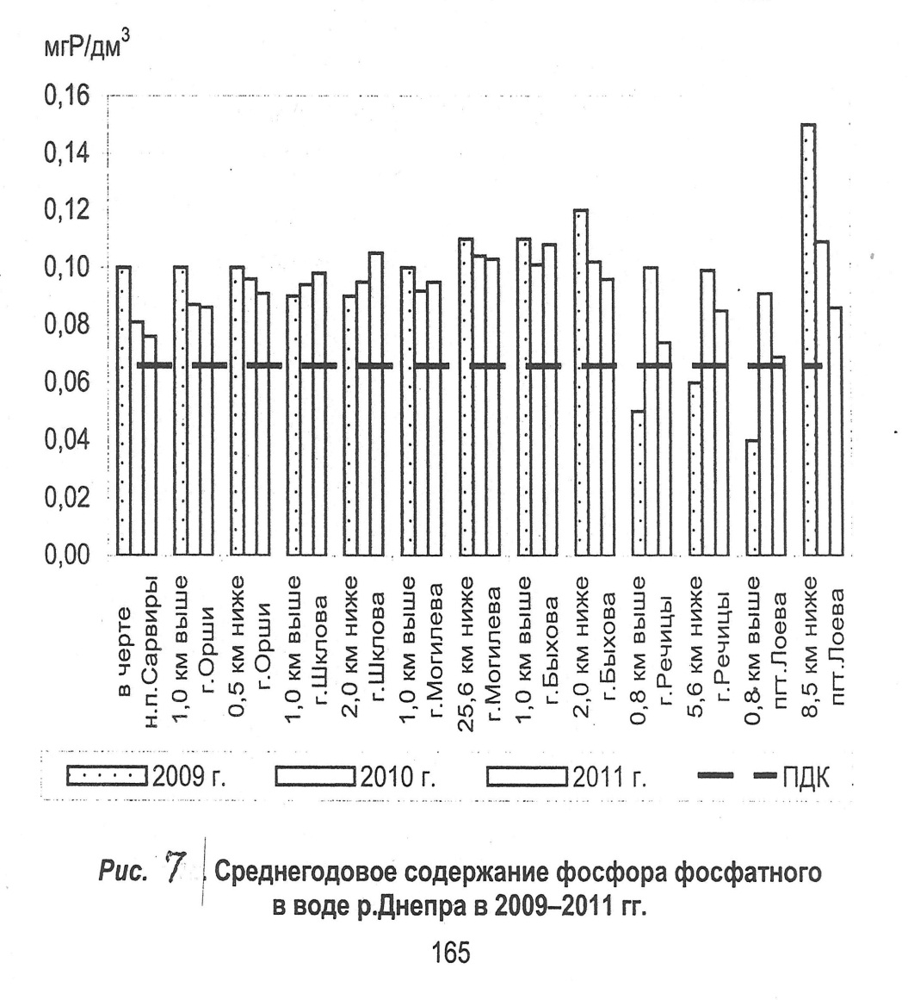 мгР/дм³
0,16
0,14
0,12
0,10
0,08
0,06
0,04
0,02
0,00
в черте
н.п.Сарвиры
1,0 км выше
г.Орши
0,5 км ниже
г.Орши
1,0 км выше
г.Шклова
2,0 км ниже
г.Шклова
1,0 км выше
г.Могилева
25,6 км ниже
г.Могилева
1,0 км выше
г.Быхова
2,0 км ниже
г.Быхова
0,8 км выше
г.Речицы
5,6 км ниже
г.Речицы
0,8 км выше
пгт.Лоева
8,5 км ниже
пгт.Лоева
2009 г. 2010 г. 2011 г. ПДК
Рис. 7. Среднегодовое содержание фосфора фосфатного
в воде р.Днепра в 2009–2011 гг.
165